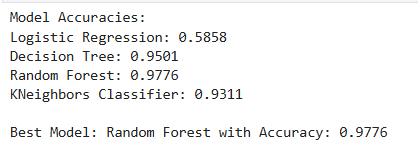 Model Accuracies:
Logistic Regression: 0.5858
Decision Tree: 0.9501
Random Forest: 0.9776
KNeighbors Classifier: 0.9311
Best Model: Random Forest with Accuracy: 0.9776